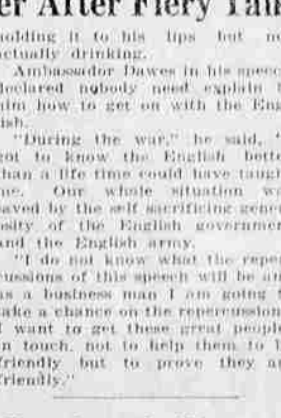 er After Fiery Talk
holding it to his lips but no
actually drinking.
Ambassador Dawes in his speec
declared nobody need explain t
him how to get on with the Eng
ish.
"During the war," he said, "
got to know the English bette
than a life time could have taugh
me. Our whole situation wa
saved by the self sacrificing gener
osity of the English governmen
and the English army.
"I do not know what the reper
cussions of this speech will be an
as a business man I am going t
take a chance on the repercussion
I want to get these great people
in touch, not to help them to b
friendly but to prove they ar
friendly."